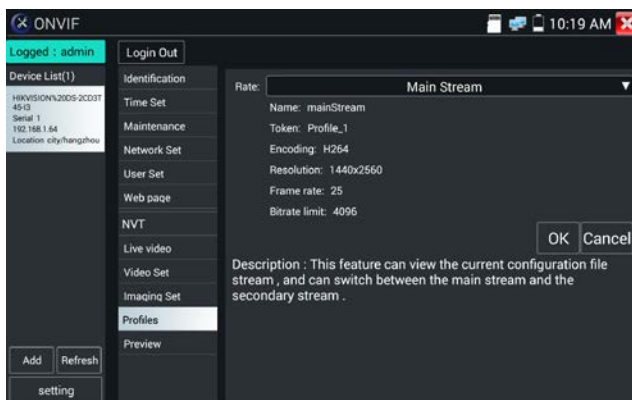 ONVIF
10:19 AM
Logged : admin
Login Out
Device List(1)
HIKVISION%20DS-2CD3T
45-I3
Serial 1
192.168.1.64
Location city/hangzhou
Add
Refresh
setting
Identification
Time Set
Maintenance
Network Set
User Set
Web page
NVT
Live video
Video Set
Imaging Set
Profiles
Preview
Rate:
Main Stream
Name: mainStream
Token: Profile_1
Encoding: H264
Resolution: 1440x2560
Frame rate: 25
Bitrate limit: 4096
OK
Cancel
Description : This feature can view the current configuration file
stream , and can switch between the main stream and the
secondary stream .